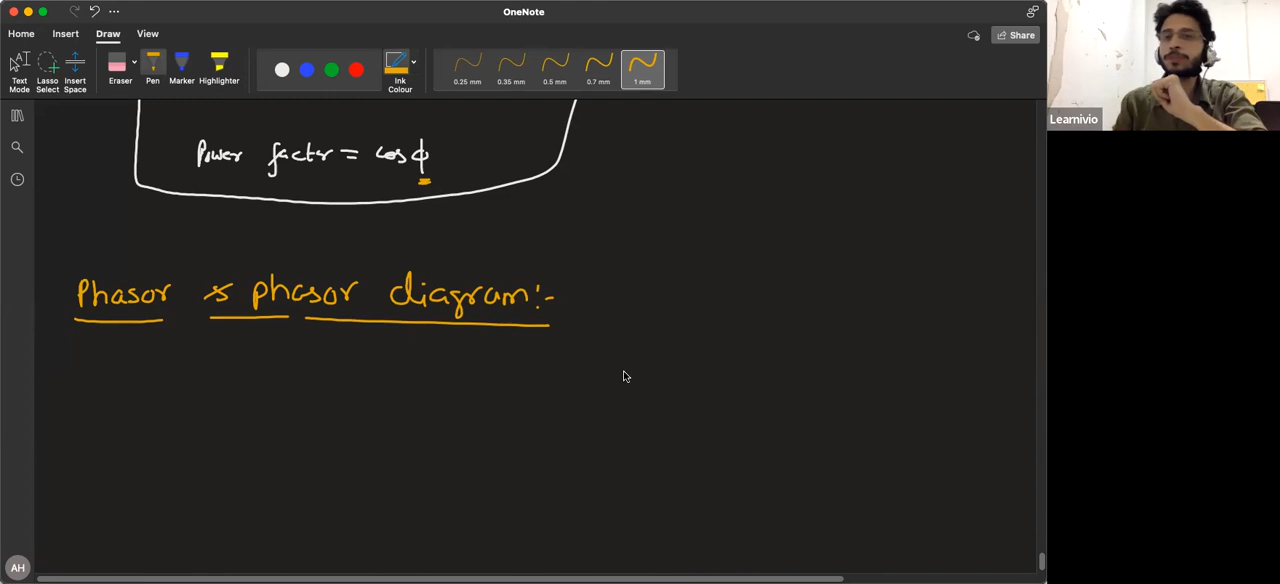 OneNote
Home Insert Draw View
Share
Text Mode
Lasso Select
Insert Space
Eraser
Pen
Marker
Highlighter
Ink Colour
0.25 mm
0.35 mm
0.5 mm
0.7 mm
1 mm
Learnivio
Power factor = cos ϕ
Phasor & phasor diagram:-
AH